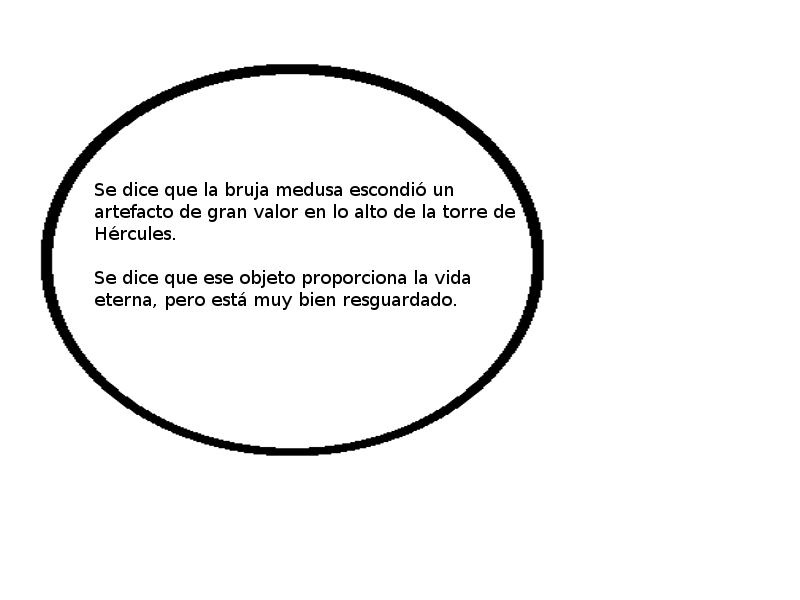 Se dice que la bruja medusa escondió un
artefacto de gran valor en lo alto de la torre de
Hércules.
Se dice que ese objeto proporciona la vida
eterna, pero está muy bien resguardado.